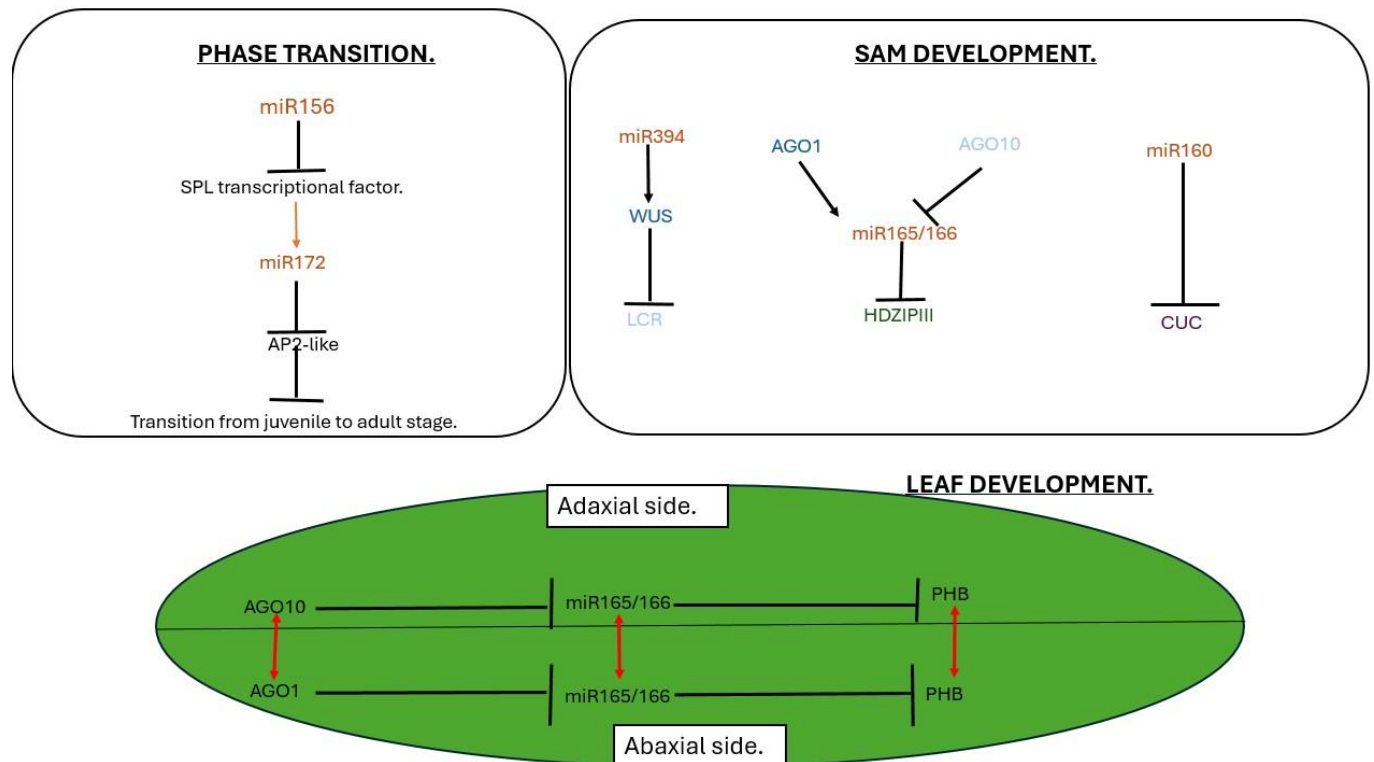 PHASE TRANSITION.
miR156
SPL transcriptional factor.
miR172
AP2-like
Transition from juvenile to adult stage.
SAM DEVELOPMENT.
miR394
WUS
LCR
AGO1
AGO10
miR165/166
HDZIPIII
miR160
CUC
LEAF DEVELOPMENT.
Adaxial side.
AGO10
miR165/166
PHB
AGO1
miR165/166
PHB
Abaxial side.